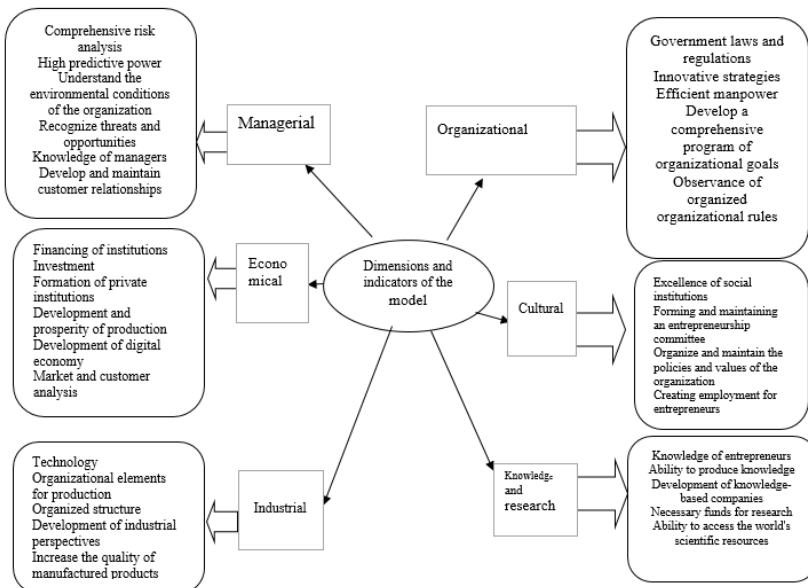 Comprehensive risk
analysis
High predictive power
Understand the
environmental conditions
of the organization
Recognize threats and
opportunities
Knowledge of managers
Develop and maintain
customer relationships
Managerial
Organizational
Government laws and
regulations
Innovative strategies
Efficient manpower
Develop a
comprehensive
program of
organizational goals
Observance of
organized
organizational rules
Financing of institutions
Investment
Formation of private
institutions
Development and
prosperity of production
Development of digital
economy
Market and customer
analysis
Econo
mical
Dimensions and
indicators of the
model
Cultural
Excellence of social
institutions
Forming and maintaining
an entrepreneurship
committee
Organize and maintain the
policies and values of the
organization
Creating employment for
entrepreneurs
Technology
Organizational elements
for production
Organized structure
Development of industrial
perspectives
Increase the quality of
manufactured products
Industrial
Knowledge
and
research
Knowledge of entrepreneurs
Ability to produce knowledge
Development of knowledge-
based companies
Necessary funds for research
Ability to access the world's
scientific resources